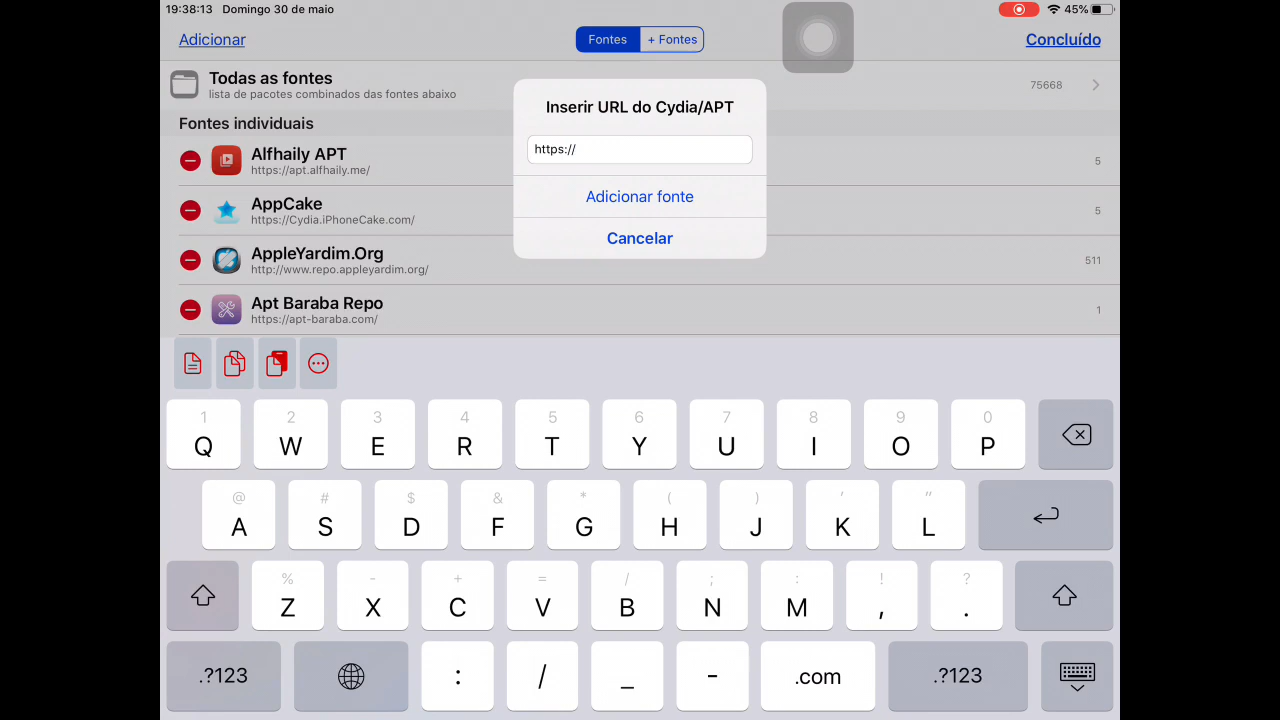 19:38:13 Domingo 30 de maio 45%
Adicionar Fontes + Fontes Concluído
Todas as fontes
lista de pacotes combinados das fontes abaixo 75668
Fontes individuais
Alfhaily APT
https://apt.alfhaily.me/ 5
AppCake
https://Cydia.iPhoneCake.com/ 5
AppleYardim.Org
http://www.repo.appleyardim.org/ 511
Apt Baraba Repo
https://apt-baraba.com/ 1
Inserir URL do Cydia/APT
https://
Adicionar fonte
Cancelar
1 2 3 4 5 6 7 8 9 0
Q W E R T Y U I O P
@ # $ & * ( ) ' "
A S D F G H J K L
% - + = / ; : ! ?
Z X C V B N M , .
.?123 : / _ - .com .?123